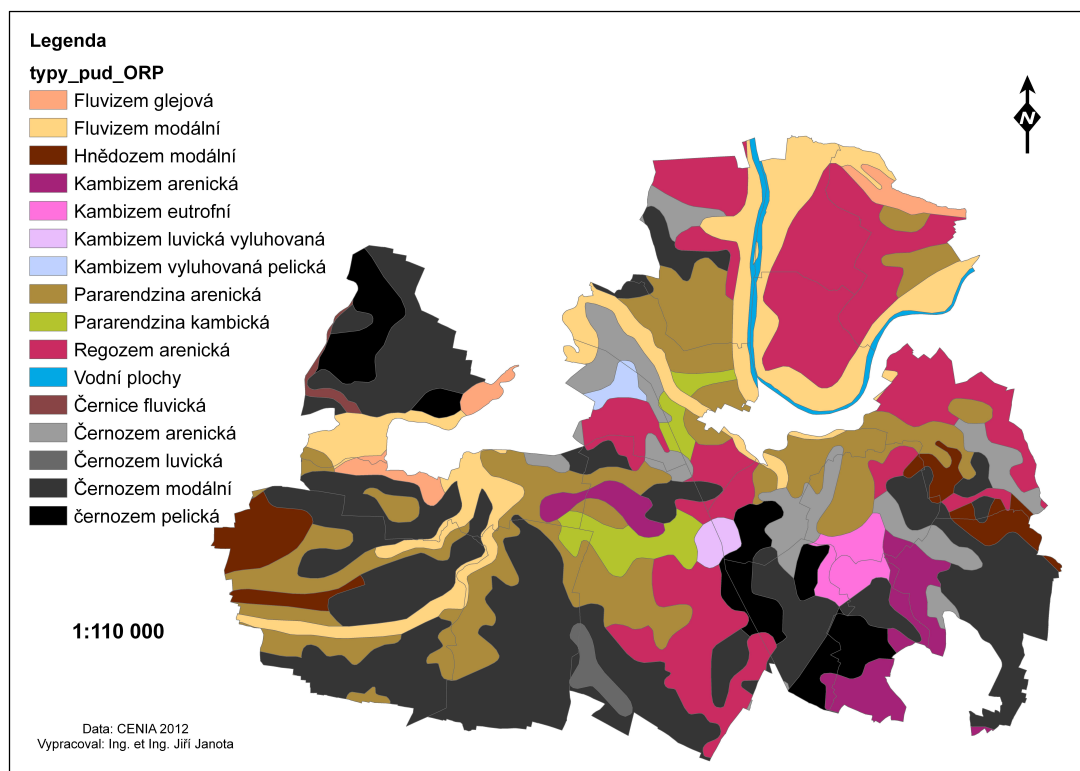 Legenda
typy_pud_ORP
Fluvizem glejová
Fluvizem modální
Hnědozem modální
Kambizem arenická
Kambizem eutrofní
Kambizem luvická vyluhovaná
Kambizem vyluhovaná pelická
Pararendzina arenická
Pararendzina kambická
Regozem arenická
Vodní plochy
Černice fluvická
Černozem arenická
Černozem luvická
Černozem modální
černozem pelická
N
1:110 000
Data: CENIA 2012
Vypracoval: Ing. et Ing. Jiří Janota